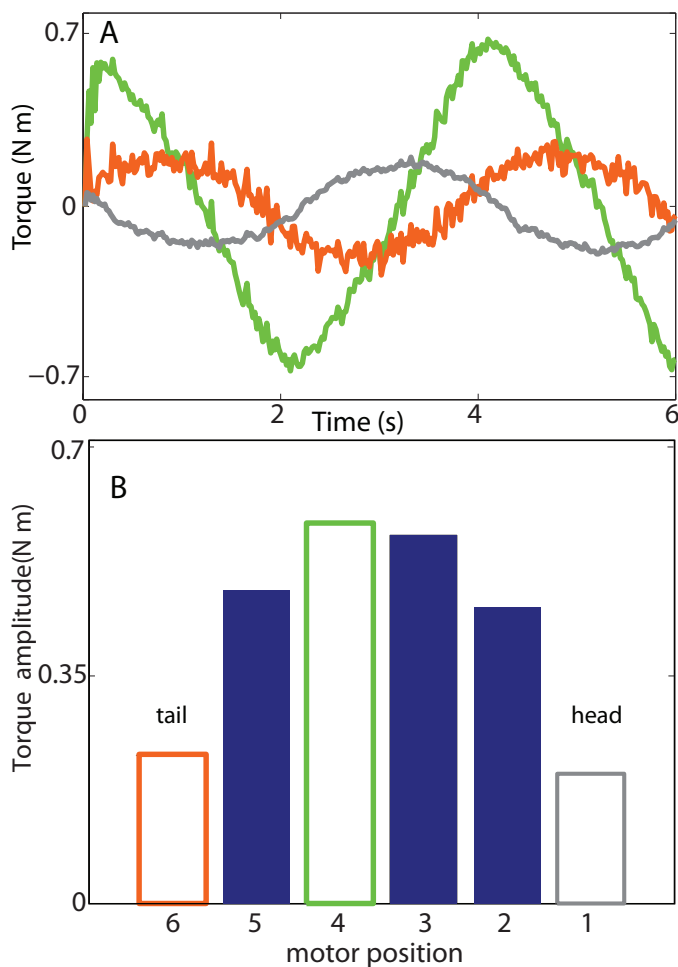 A
0.7
0
−0.7
Torque (N m)
0 2 4 6
Time (s)
B
0.7
0.35
0
Torque amplitude(N m)
tail head
6 5 4 3 2 1
motor position